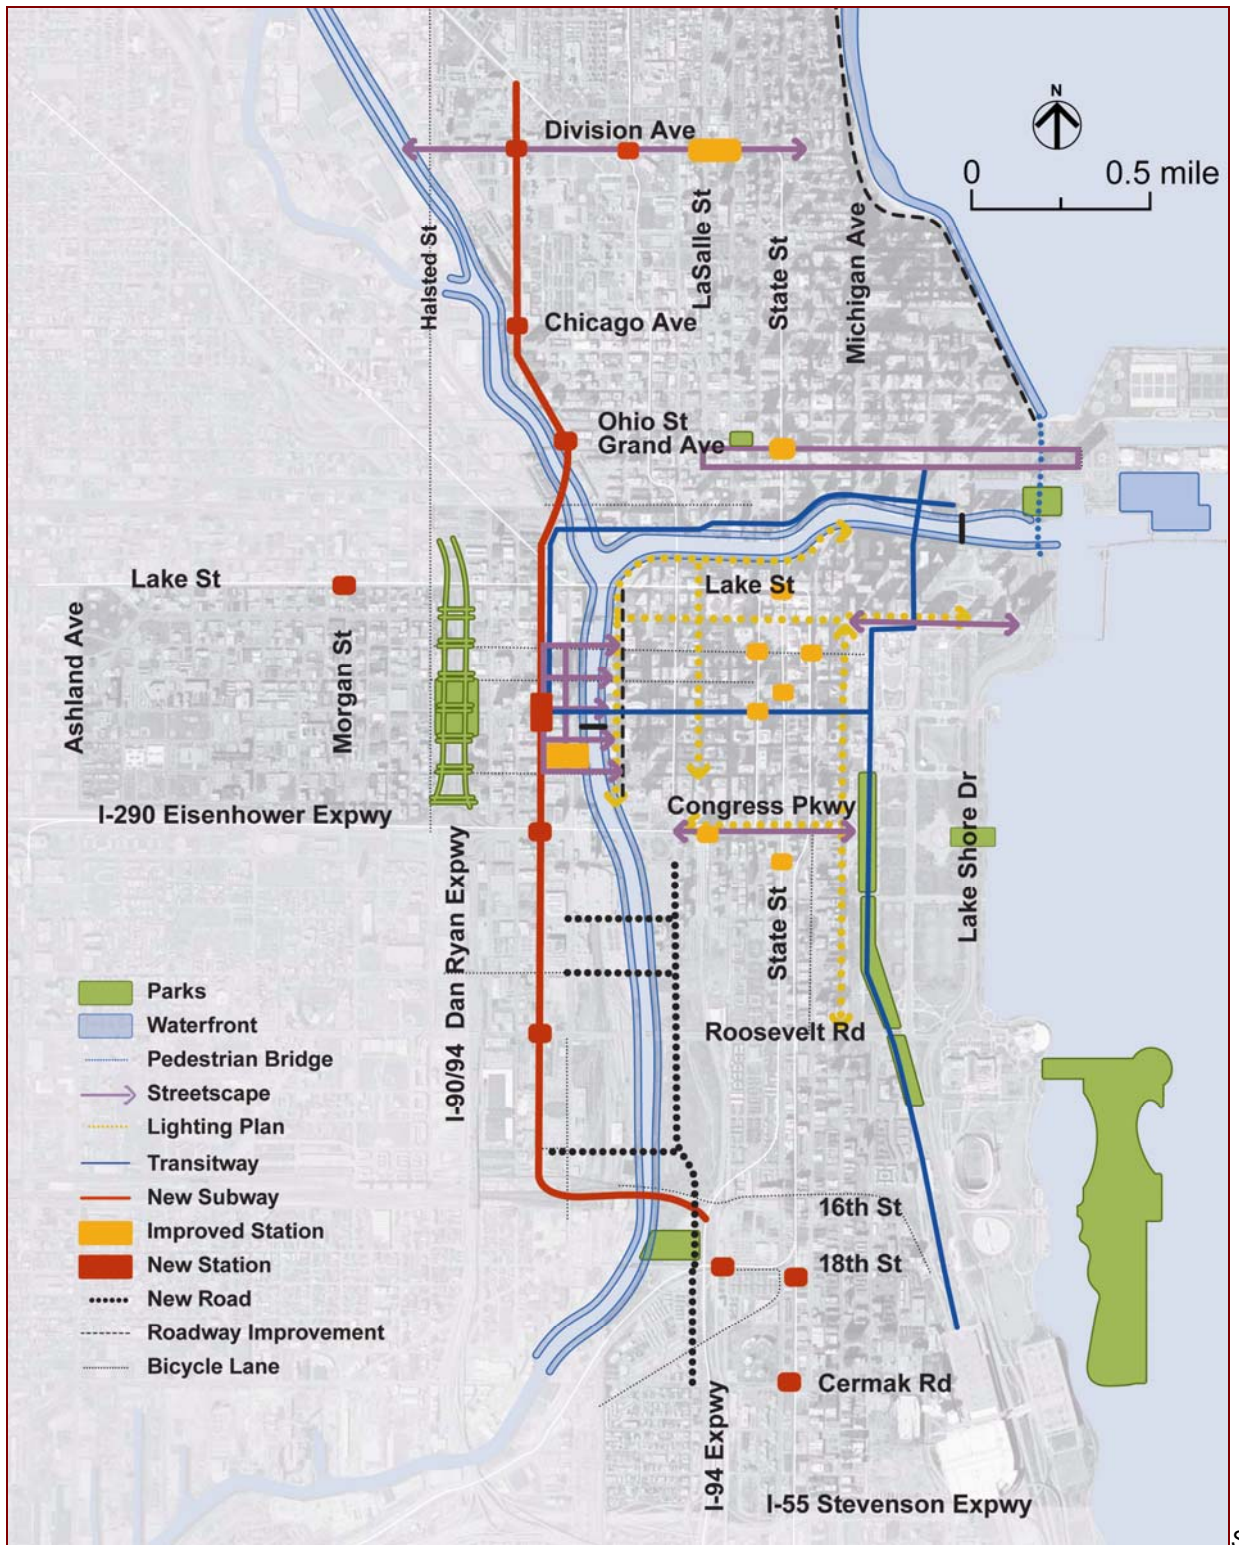 N
0 0.5 mile
Division Ave
LaSalle St
State St
Michigan Ave
Halsted St
Chicago Ave
Ohio St
Grand Ave
Lake St
Lake St
Ashland Ave
Morgan St
I-290 Eisenhower Expwy
Congress Pkwy
Lake Shore Dr
I-90/94 Dan Ryan Expwy
State St
Roosevelt Rd
Parks
Waterfront
Pedestrian Bridge
Streetscape
Lighting Plan
Transitway
New Subway
Improved Station
New Station
New Road
Roadway Improvement
Bicycle Lane
16th St
18th St
Cermak Rd
I-94 Expwy
I-55 Stevenson Expwy